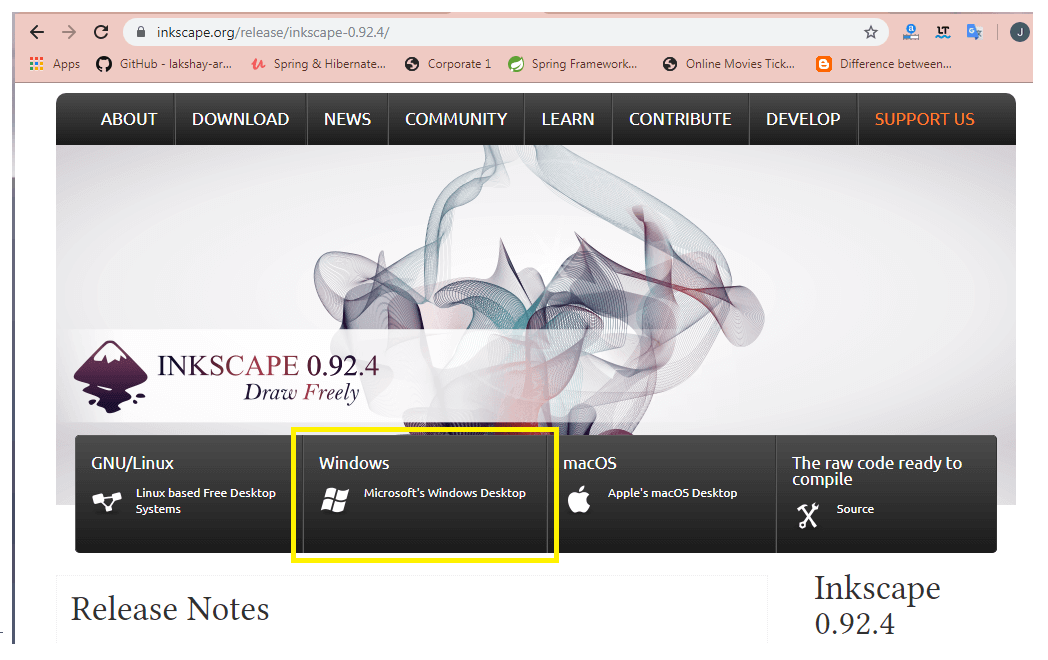 inkscape.org/release/inkscape-0.92.4/
J
Apps GitHub - lakshay-ar... Spring & Hibernate... Corporate 1 Spring Framework... Online Movies Tick... Difference between...
ABOUT DOWNLOAD NEWS COMMUNITY LEARN CONTRIBUTE DEVELOP SUPPORT US
INKSCAPE 0.92.4
Draw Freely
GNU/Linux
Linux based Free Desktop
Systems
Windows
Microsoft's Windows Desktop
macOS
Apple's macOS Desktop
The raw code ready to
compile
Source
Release Notes
Inkscape
0.92.4